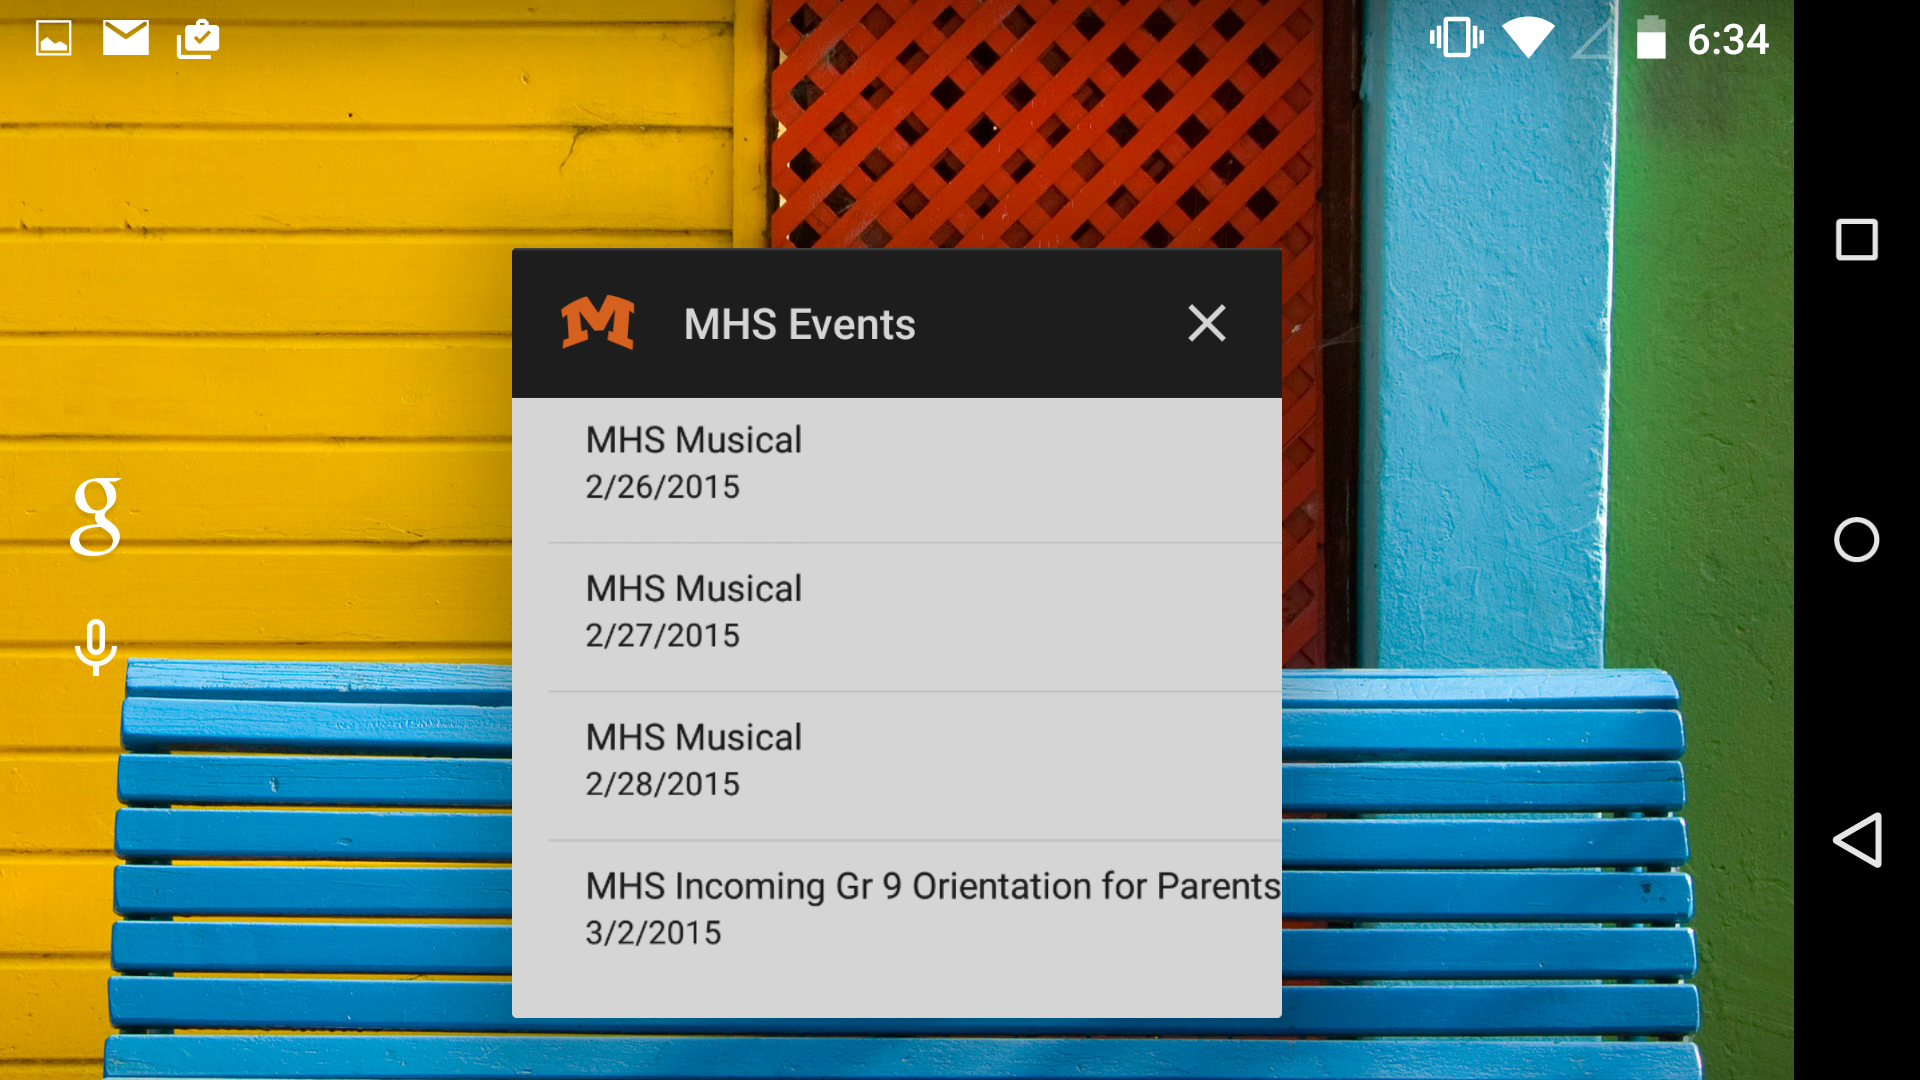 6:34
MHS Events
MHS Musical
2/26/2015
MHS Musical
2/27/2015
MHS Musical
2/28/2015
MHS Incoming Gr 9 Orientation for Parents
3/2/2015
g
M